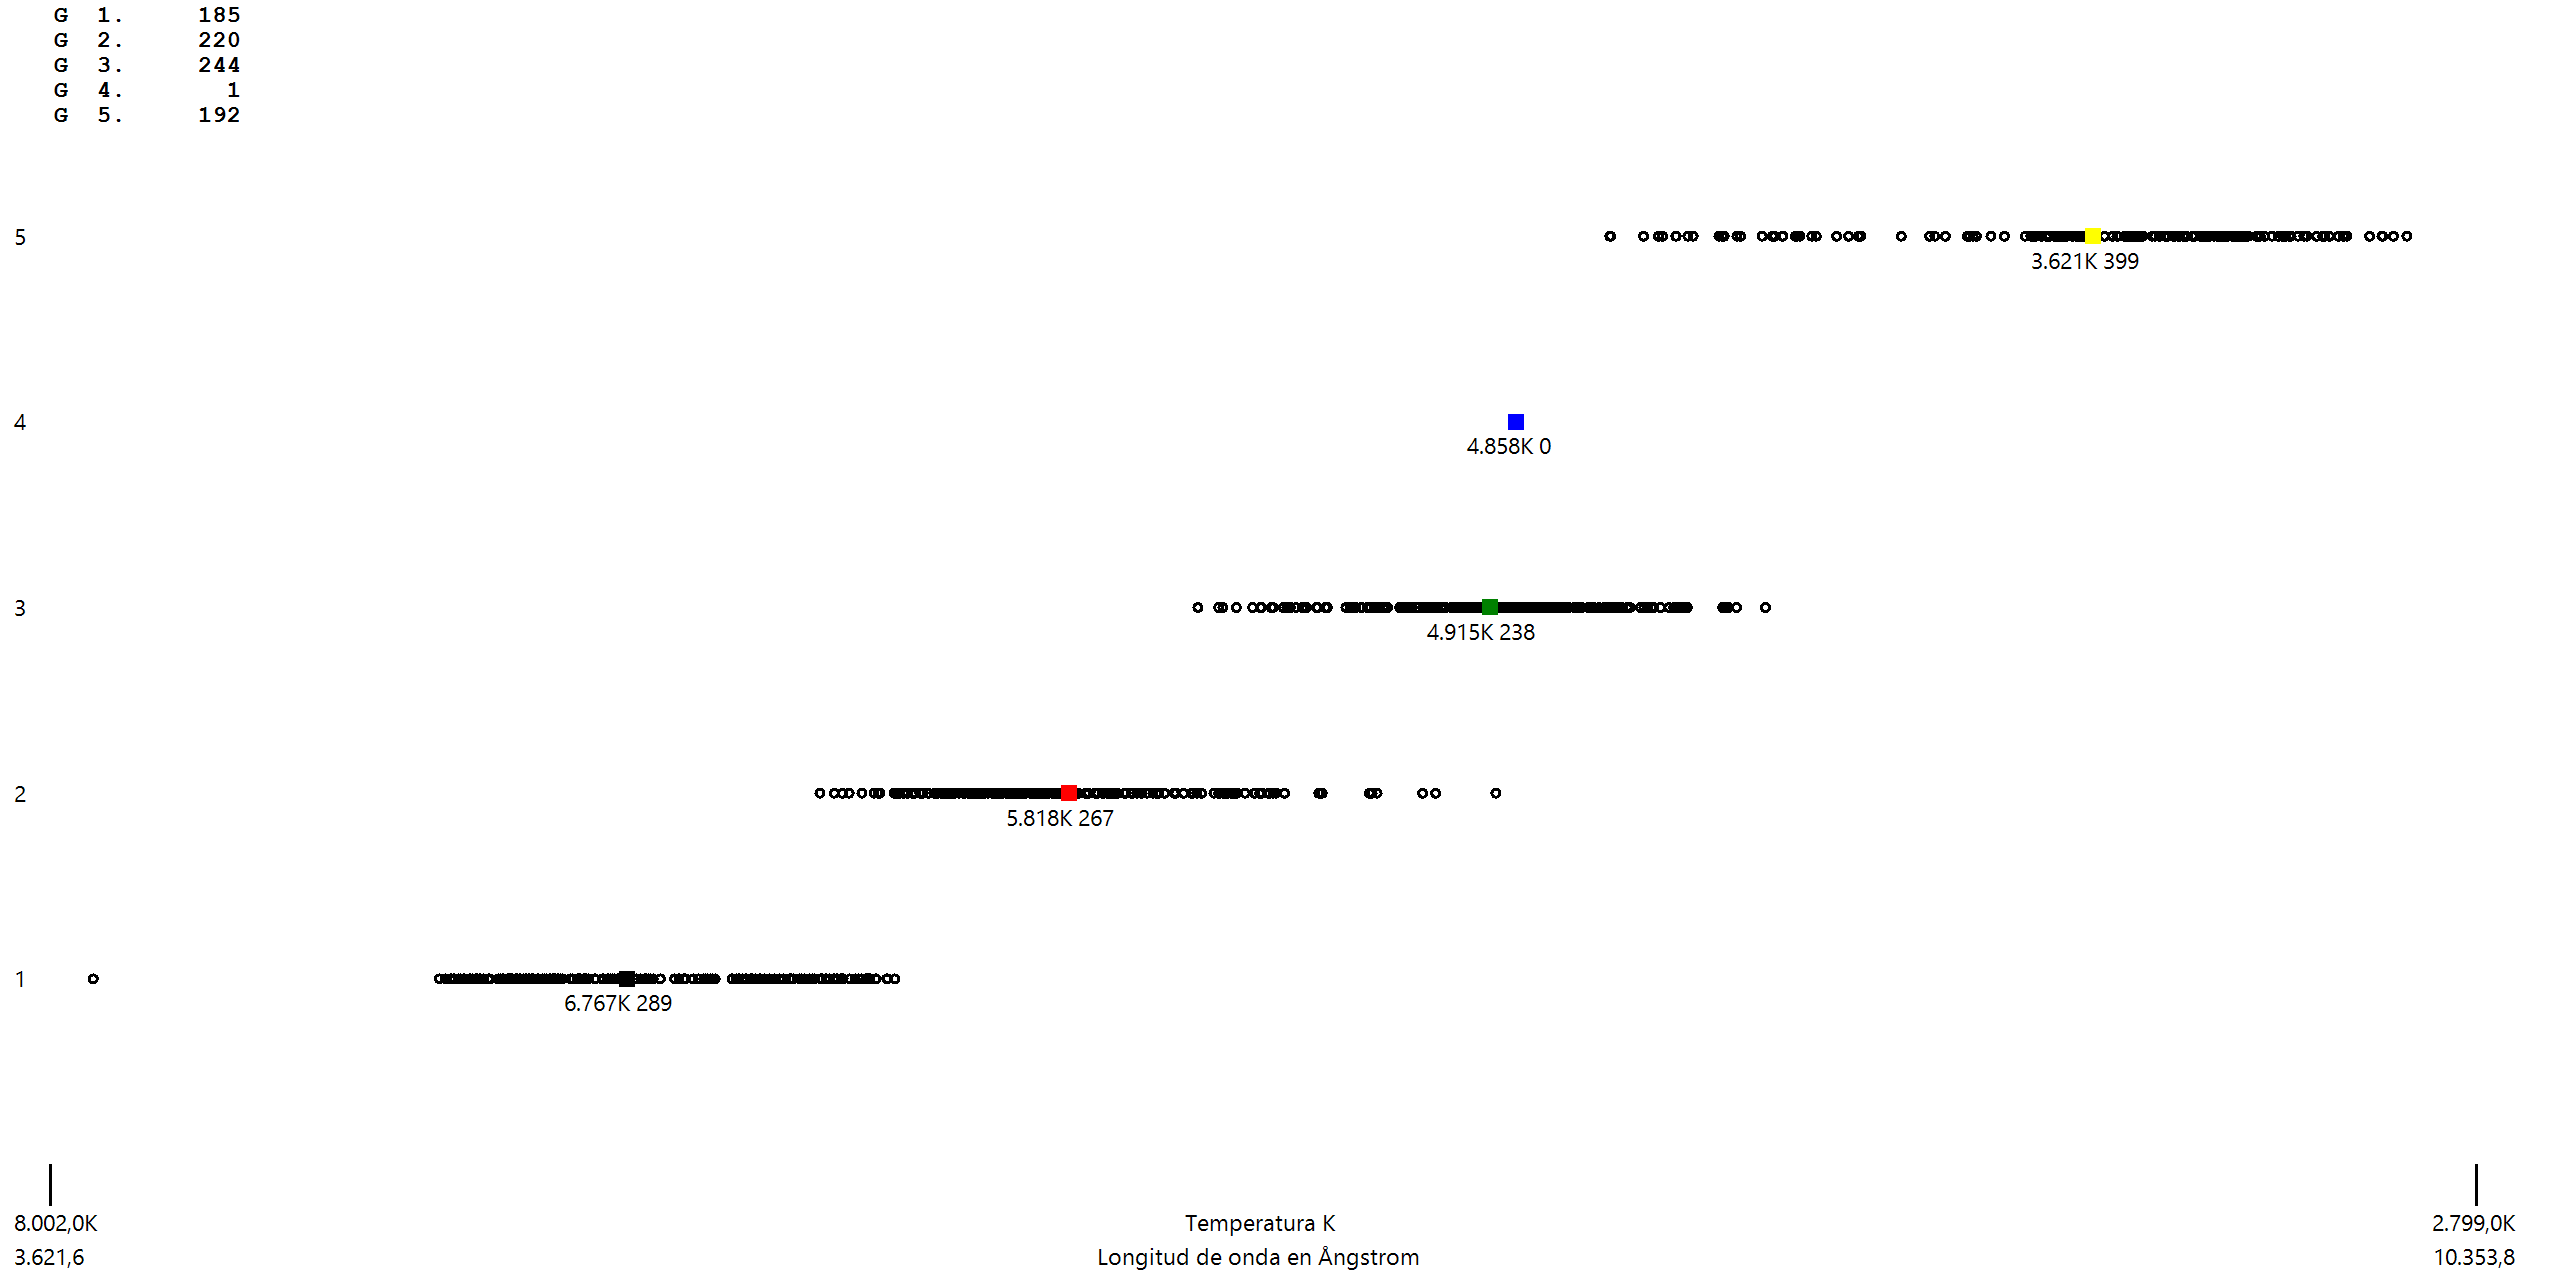 G 1. 185
G 2. 220
G 3. 244
G 4. 1
G 5. 192
5
3.621K 399
4
4.858K 0
3
4.915K 238
2
5.818K 267
1
6.767K 289
8.002,0K Temperatura K 2.799,0K
3.621,6 Longitud de onda en Ångstrom 10.353,8